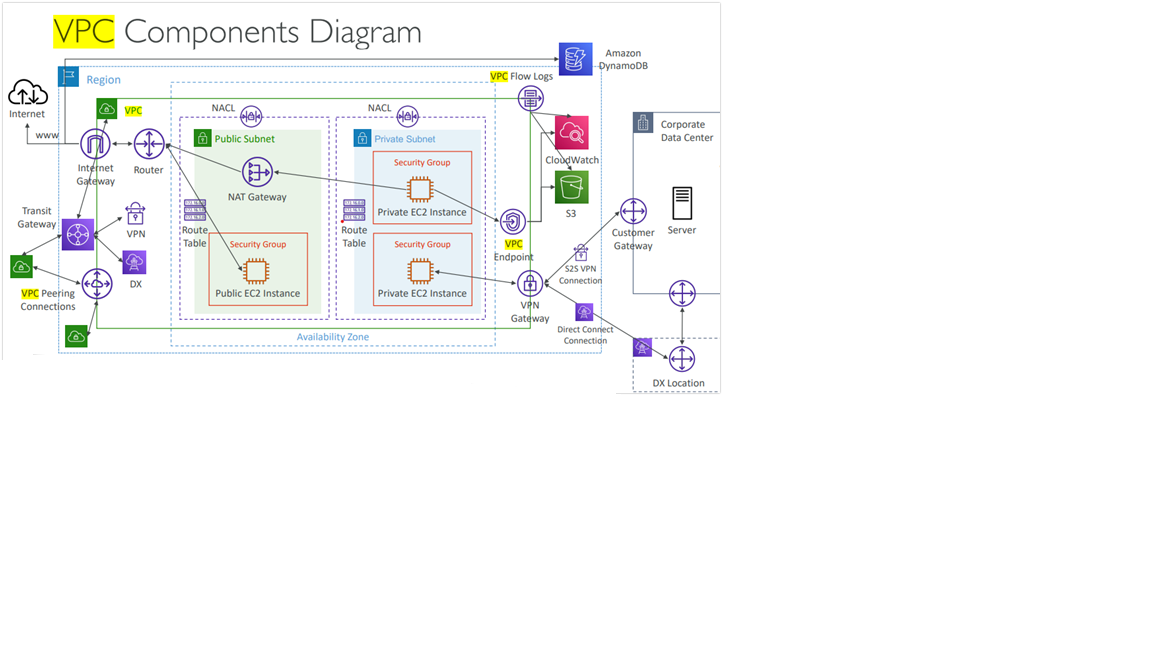 VPC Components Diagram
Amazon
DynamoDB
Region
VPC Flow Logs
Internet
VPC
NACL
NACL
Corporate
Data Center
www
Public Subnet
Private Subnet
Security Group
CloudWatch
Internet
Gateway
Router
NAT Gateway
Private EC2 Instance
S3
Transit
Gateway
VPN
Route
Table
Route
Table
VPC
Endpoint
Customer
Gateway
Server
Security Group
Security Group
S2S VPN
Connection
DX
VPC Peering
Connections
Public EC2 Instance
Private EC2 Instance
VPN
Gateway
Direct Connect
Connection
Availability Zone
DX Location